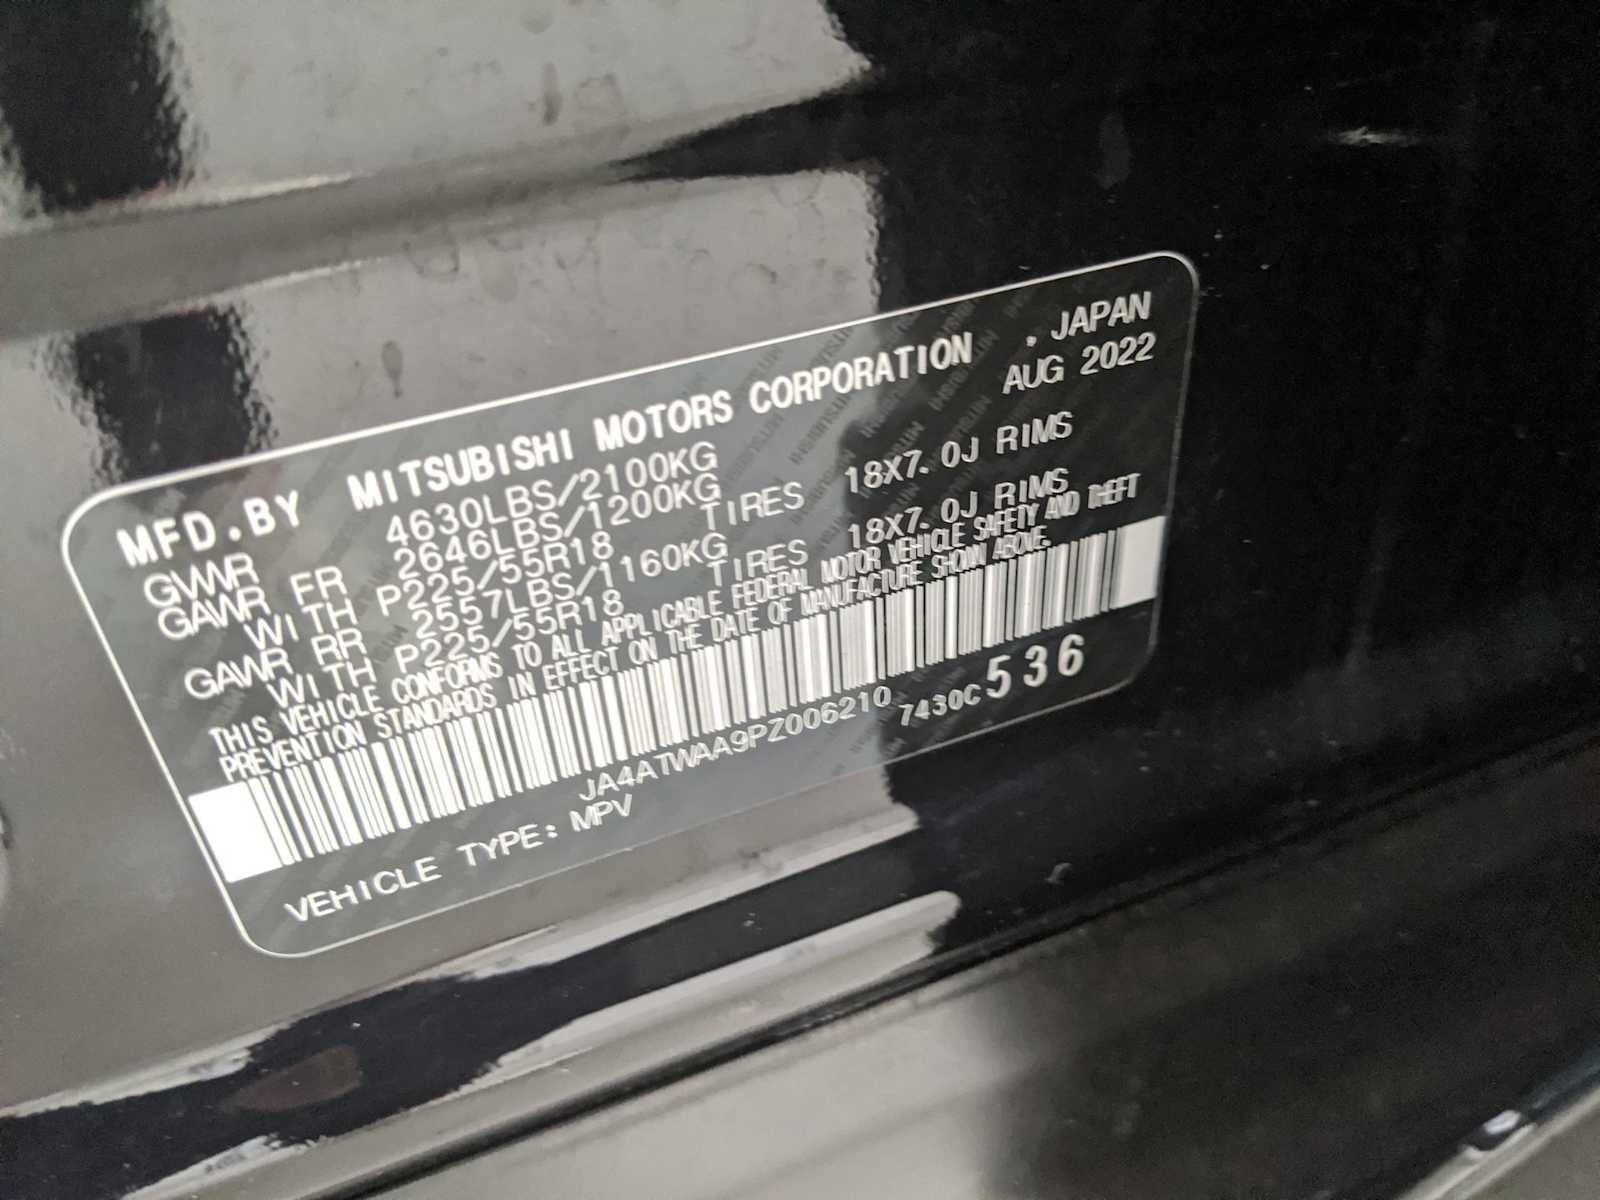 MFD.BY MITSUBISHI MOTORS CORPORATION , JAPAN
AUG 2022
GVWR 4630LBS/2100KG
GAWR FR 2646LBS/1200KG
WITH P225/55R18 TIRES 18X7.0J RIMS
GAWR RR 2557LBS/1160KG
WITH P225/55R18 TIRES 18X7.0J RIMS
THIS VEHICLE CONFORMS TO ALL APPLICABLE FEDERAL MOTOR VEHICLE SAFETY AND THEFT
PREVENTION STANDARDS IN EFFECT ON THE DATE OF MANUFACTURE SHOWN ABOVE.
JA4ATWAA9PZ006210 7430C536
VEHICLE TYPE: MPV